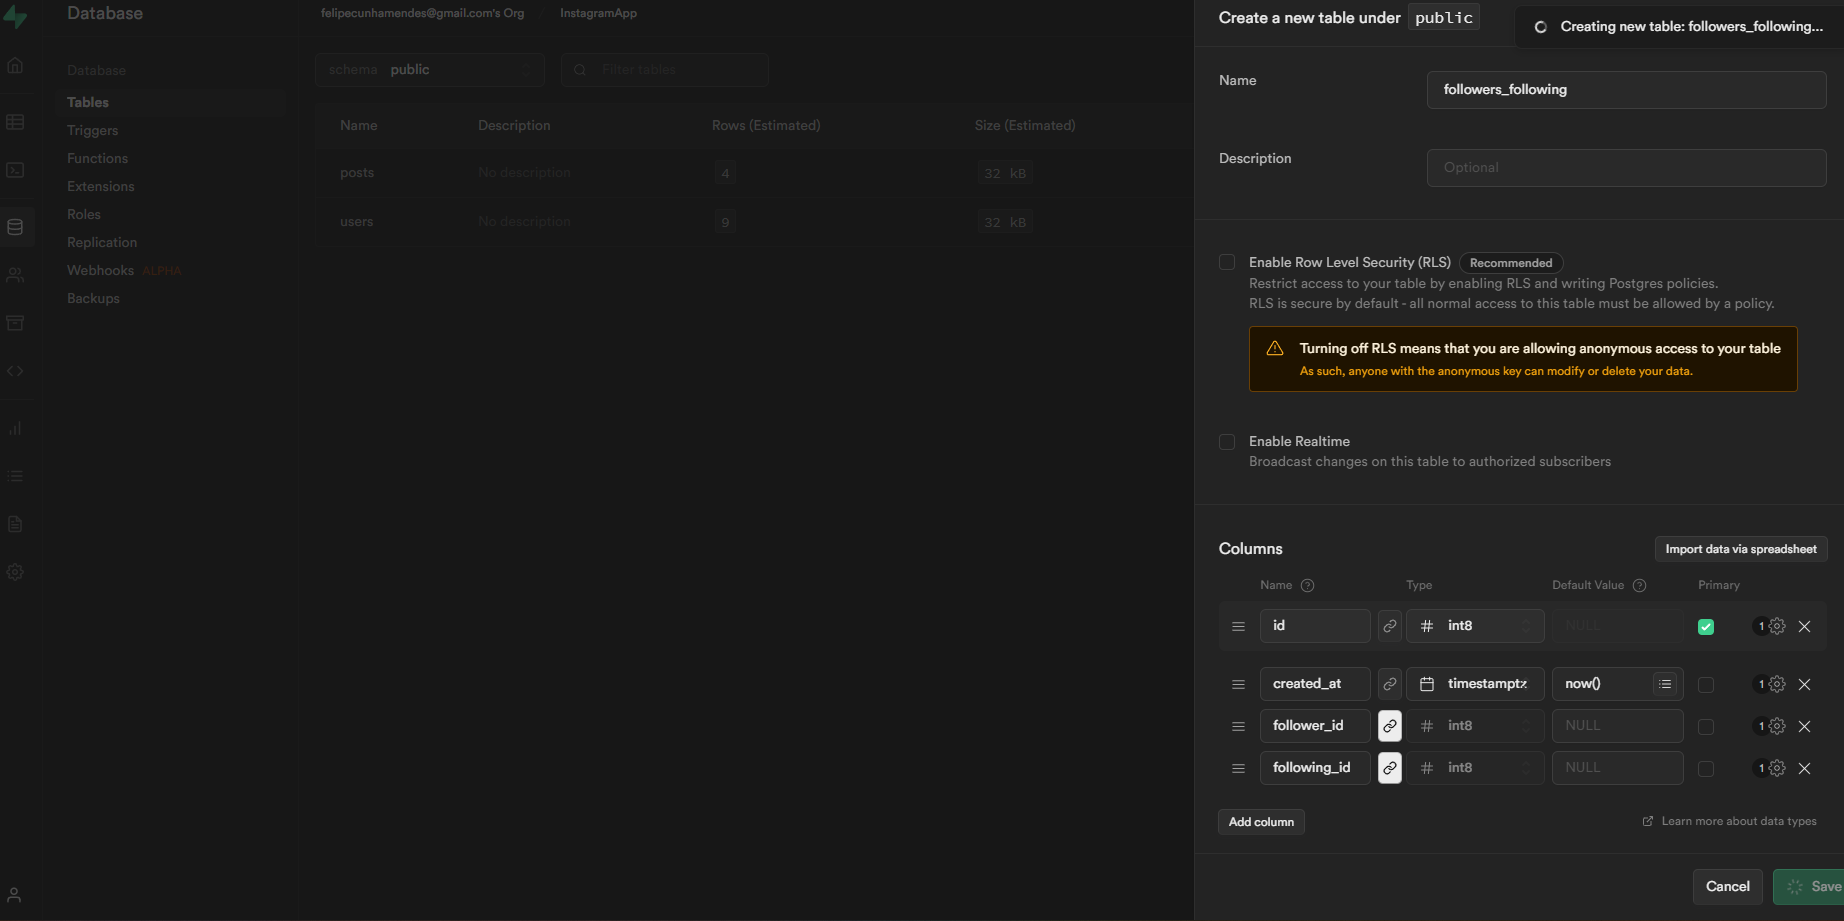 Database
felipecunhamendes@gmail.com's Org
InstagramApp
Create a new table under public
Creating new table: followers_following...
Database
Tables
Triggers
Functions
Extensions
Roles
Replication
Webhooks ALPHA
Backups
schema public
Filter tables
Name Description Rows (Estimated) Size (Estimated)
posts No description 4 32 kB
users No description 9 32 kB
Name
followers_following
Description
Optional
Enable Row Level Security (RLS) Recommended
Restrict access to your table by enabling RLS and writing Postgres policies.
RLS is secure by default - all normal access to this table must be allowed by a policy.
Turning off RLS means that you are allowing anonymous access to your table
As such, anyone with the anonymous key can modify or delete your data.
Enable Realtime
Broadcast changes on this table to authorized subscribers
Columns
Import data via spreadsheet
Name Type Default Value Primary
id int8 NULL 1
created_at timestamptz now() 1
follower_id int8 NULL 1
following_id int8 NULL 1
Add column
Learn more about data types
Cancel
Save